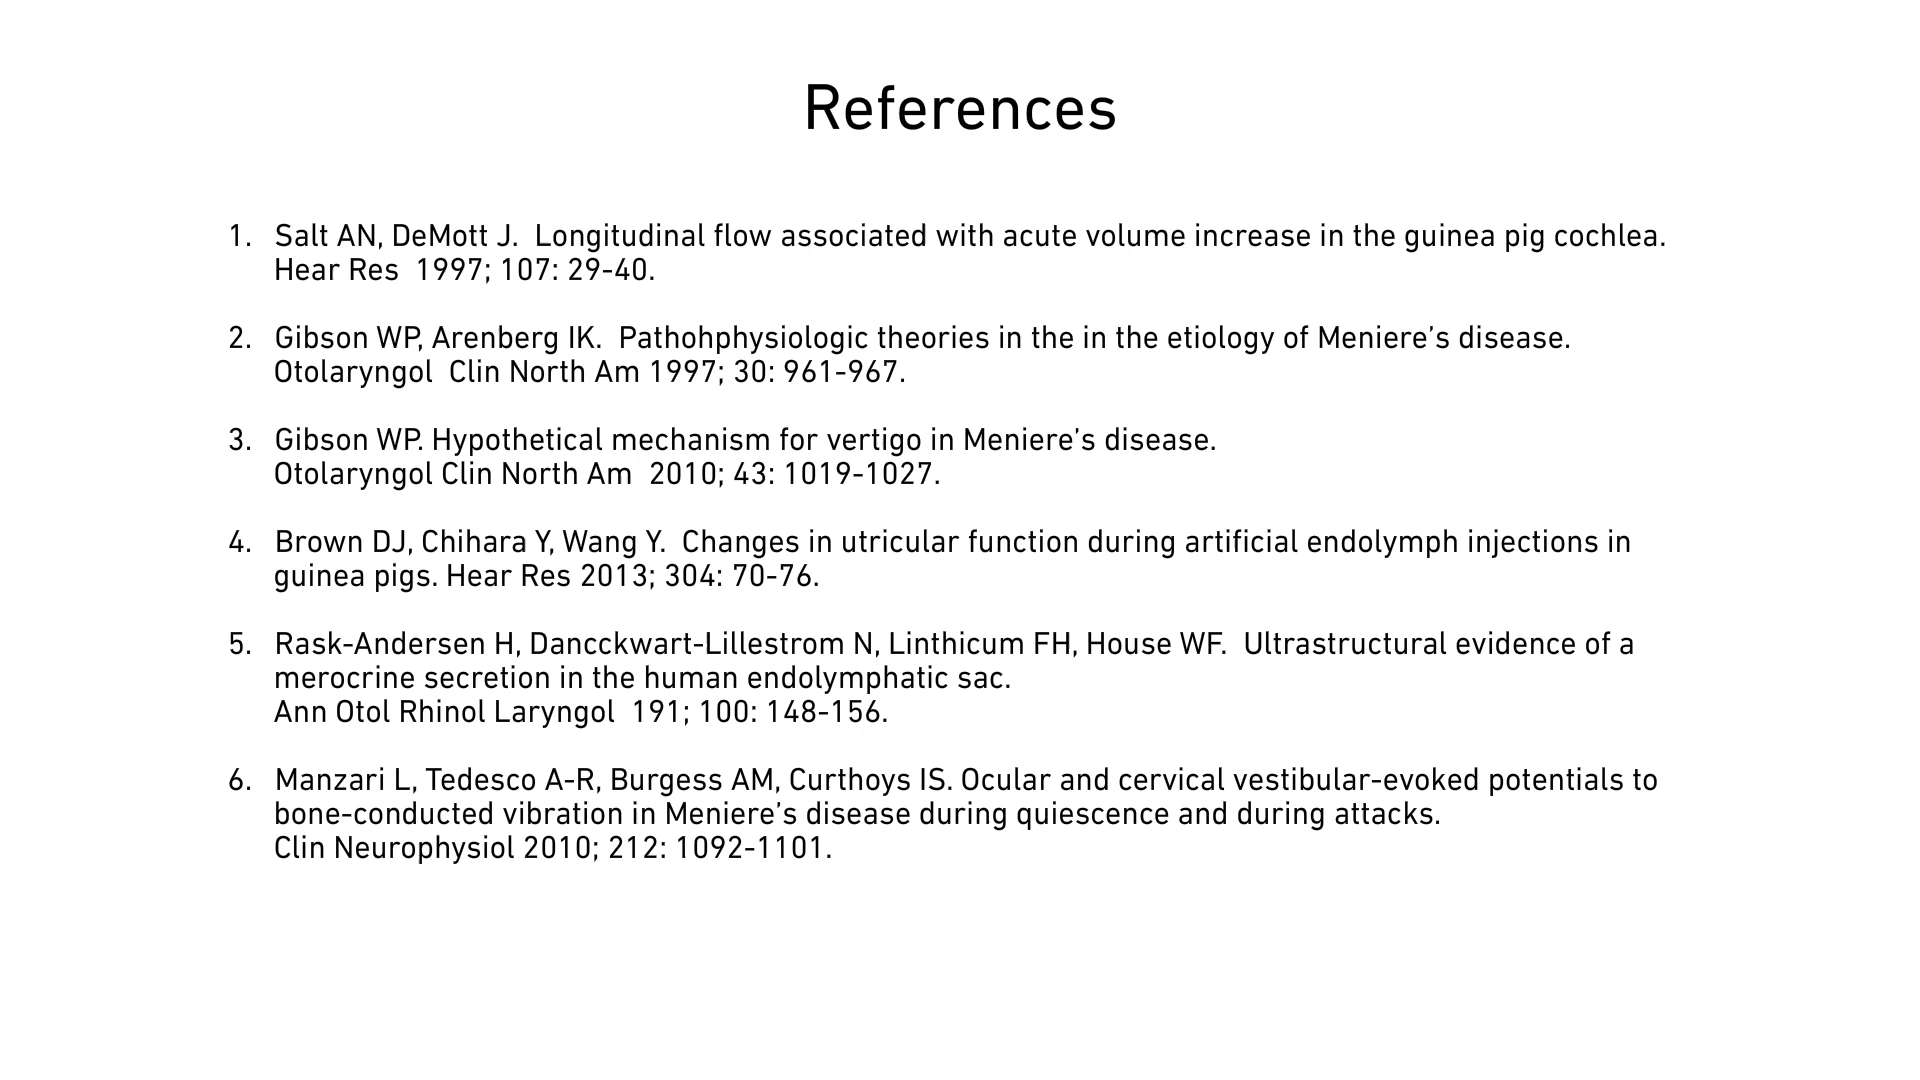 References
1. Salt AN, DeMott J.  Longitudinal flow associated with acute volume increase in the guinea pig cochlea.
Hear Res  1997; 107: 29-40.
2. Gibson WP, Arenberg IK.  Pathohphysiologic theories in the in the etiology of Meniere’s disease.
Otolaryngol  Clin North Am 1997; 30: 961-967.
3. Gibson WP. Hypothetical mechanism for vertigo in Meniere’s disease.
Otolaryngol Clin North Am  2010; 43: 1019-1027.
4. Brown DJ, Chihara Y, Wang Y.  Changes in utricular function during artificial endolymph injections in
guinea pigs. Hear Res 2013; 304: 70-76.
5. Rask-Andersen H, Dancckwart-Lillestrom N, Linthicum FH, House WF.  Ultrastructural evidence of a
merocrine secretion in the human endolymphatic sac.
Ann Otol Rhinol Laryngol  191; 100: 148-156.
6. Manzari L, Tedesco A-R, Burgess AM, Curthoys IS. Ocular and cervical vestibular-evoked potentials to
bone-conducted vibration in Meniere’s disease during quiescence and during attacks.
Clin Neurophysiol 2010; 212: 1092-1101.